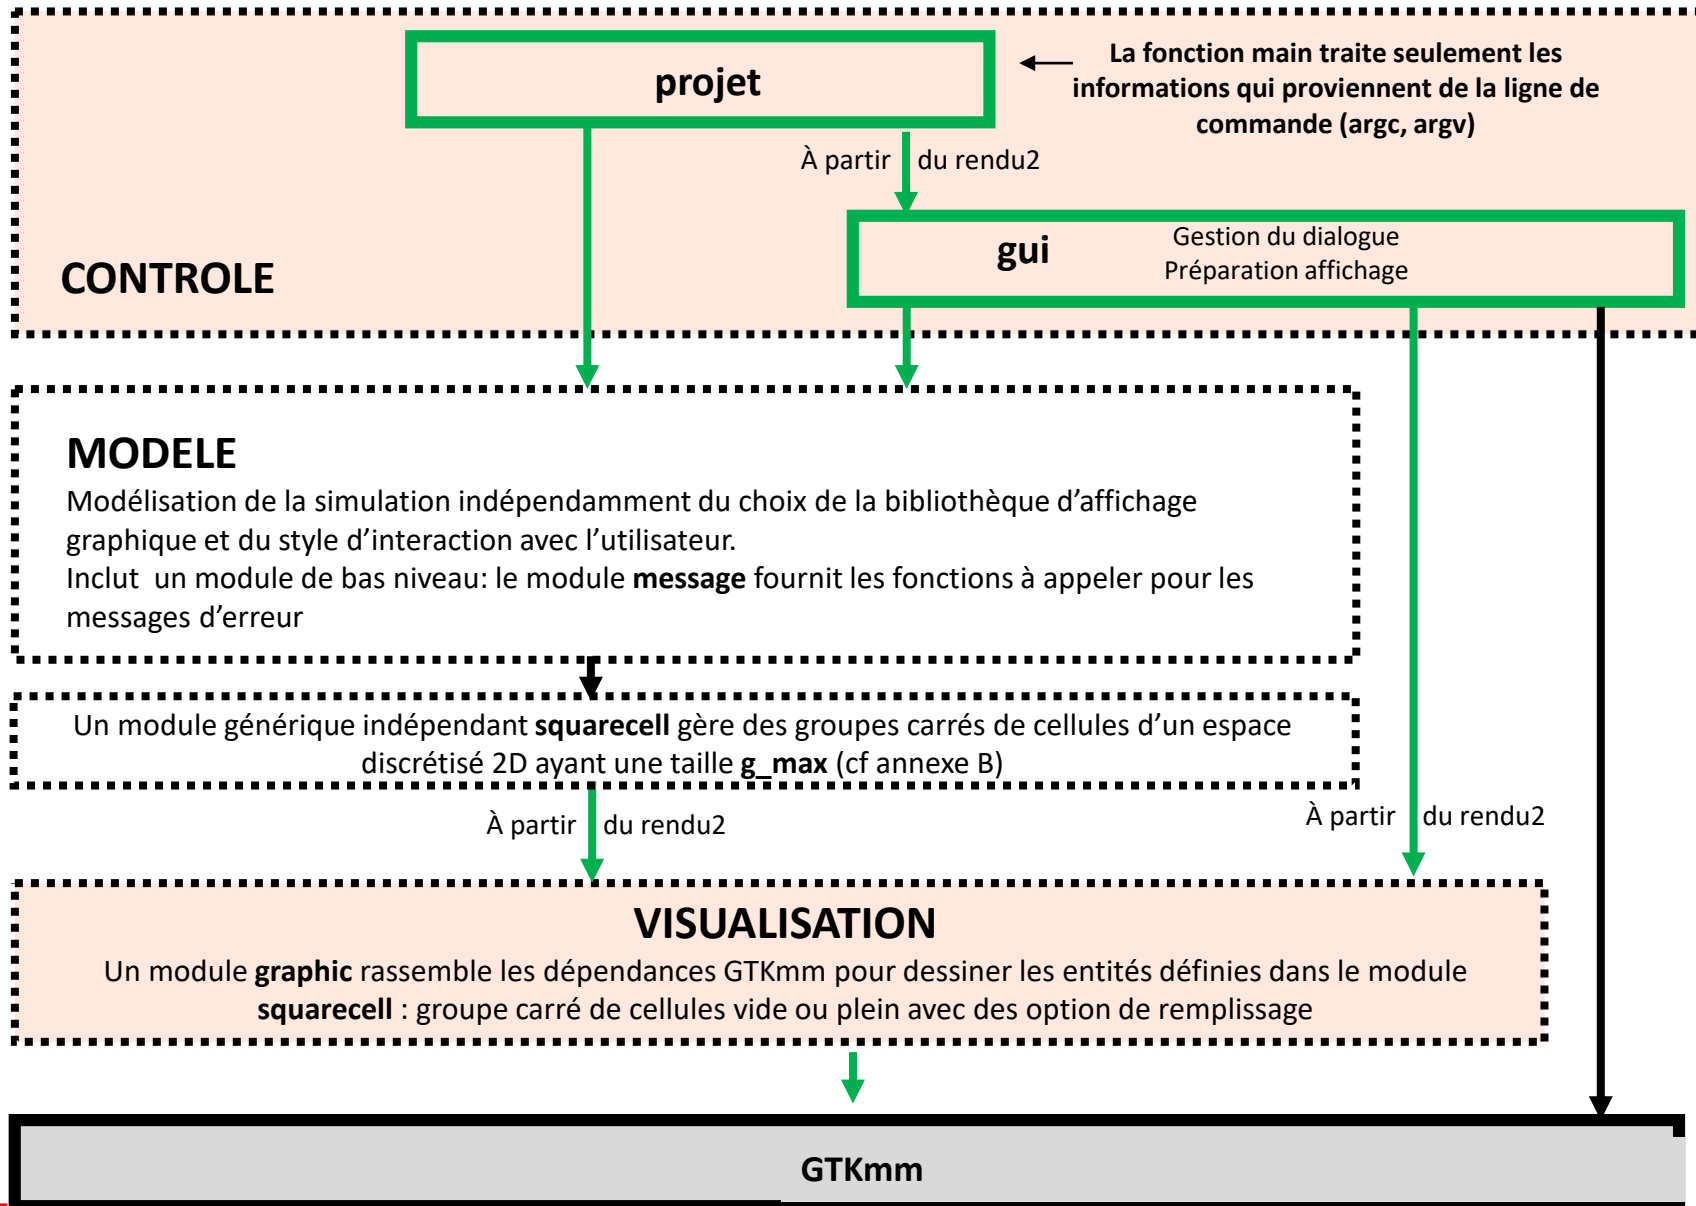 projet
La fonction main traite seulement les
informations qui proviennent de la ligne de
commande (argc, argv)
À partir du rendu2
gui
Gestion du dialogue
Préparation affichage
CONTROLE
MODELE
Modélisation de la simulation indépendamment du choix de la bibliothèque d’affichage
graphique et du style d’interaction avec l’utilisateur.
Inclut un module de bas niveau: le module message fournit les fonctions à appeler pour les
messages d’erreur
Un module générique indépendant squarecell gère des groupes carrés de cellules d’un espace
discrétisé 2D ayant une taille g_max (cf annexe B)
À partir du rendu2
À partir du rendu2
VISUALISATION
Un module graphic rassemble les dépendances GTKmm pour dessiner les entités définies dans le module
squarecell : groupe carré de cellules vide ou plein avec des option de remplissage
GTKmm